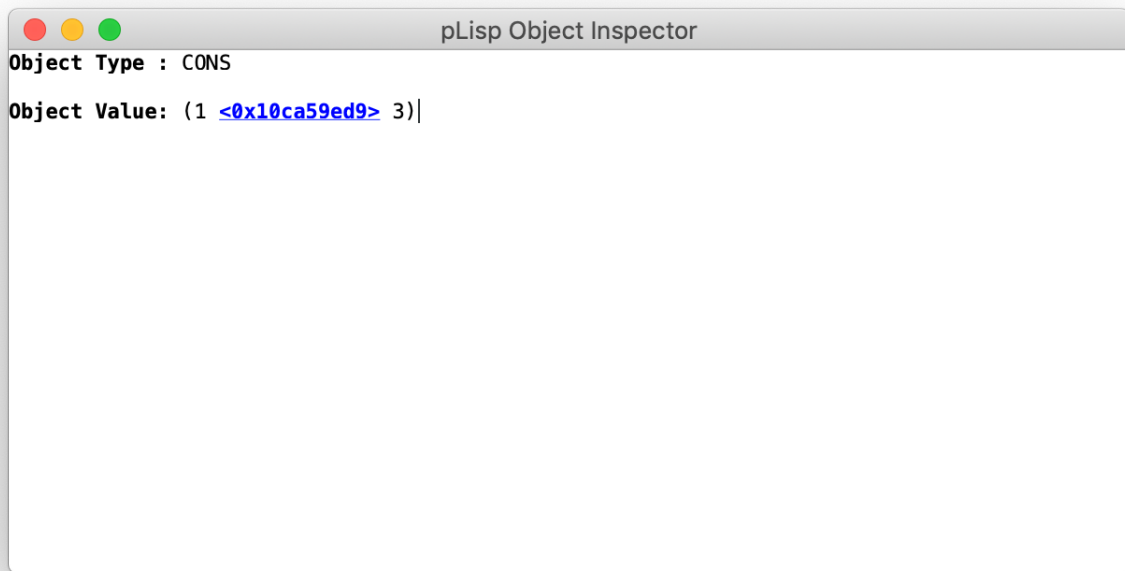 pLisp Object Inspector
Object Type : CONS
Object Value: (1 <0x10ca59ed9> 3)